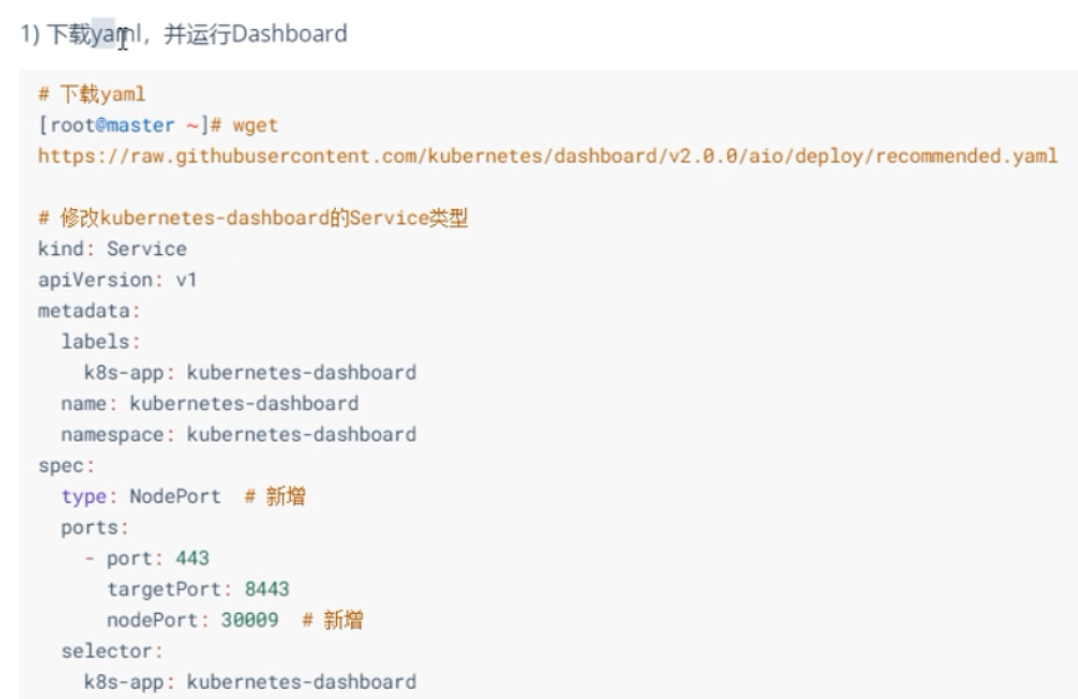 1) 下载yaml，并运行Dashboard
# 下载yaml
[root@master ~]# wget
https://raw.githubusercontent.com/kubernetes/dashboard/v2.0.0/aio/deploy/recommended.yaml
# 修改kubernetes-dashboard的Service类型
kind: Service
apiVersion: v1
metadata:
  labels:
    k8s-app: kubernetes-dashboard
  name: kubernetes-dashboard
  namespace: kubernetes-dashboard
spec:
  type: NodePort  # 新增
  ports:
    - port: 443
      targetPort: 8443
      nodePort: 30009  # 新增
  selector:
    k8s-app: kubernetes-dashboard